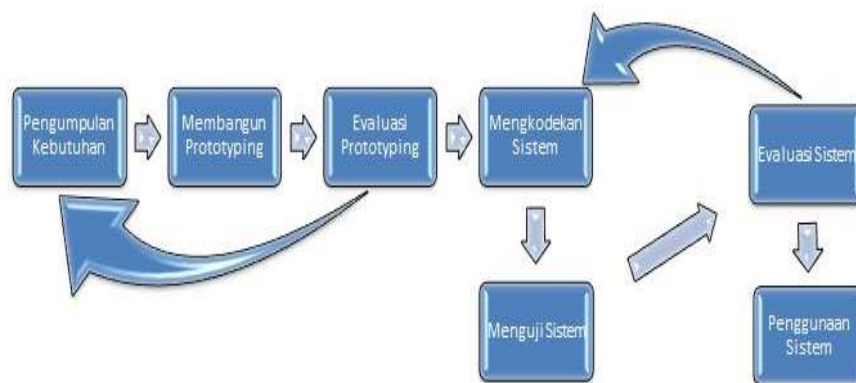 Pengumpulan
Kebutuhan
Membangun
Prototyping
Evaluasi
Prototyping
Mengkodekan
Sistem
Menguji Sistem
Evaluasi Sistem
Penggunaan
Sistem